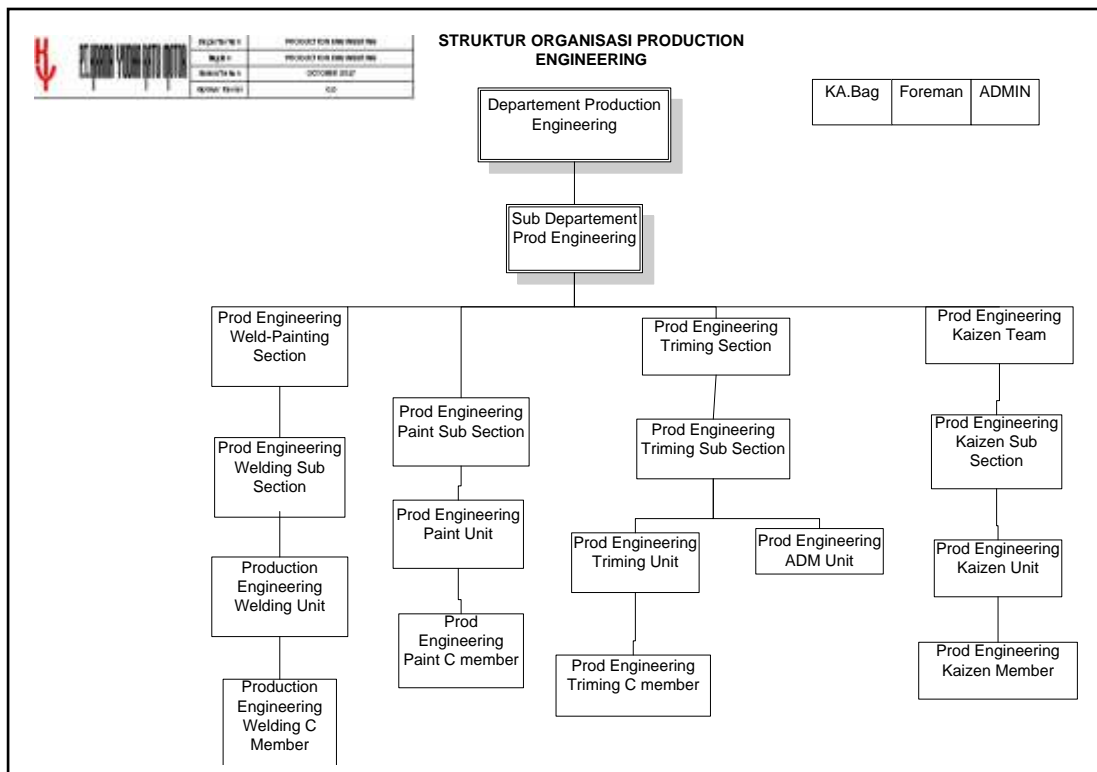 STRUKTUR ORGANISASI PRODUCTION
ENGINEERING
PRODUCTION ENGINEERING
PRODUCTION ENGINEERING
KA.Bag Foreman ADMIN
Departement Production
Engineering
Sub Departement
Prod Engineering
Prod Engineering
Weld-Painting
Section
Prod Engineering
Triming Section
Prod Engineering
Kaizen Team
Prod Engineering
Paint Sub Section
Prod Engineering
Welding Sub
Section
Prod Engineering
Triming Sub Section
Prod Engineering
Kaizen Sub
Section
Prod Engineering
Paint Unit
Production
Engineering
Welding Unit
Prod Engineering
Triming Unit
Prod Engineering
ADM Unit
Prod Engineering
Kaizen Unit
Prod
Engineering
Paint C member
Production
Engineering
Welding C
Member
Prod Engineering
Triming C member
Prod Engineering
Kaizen Member